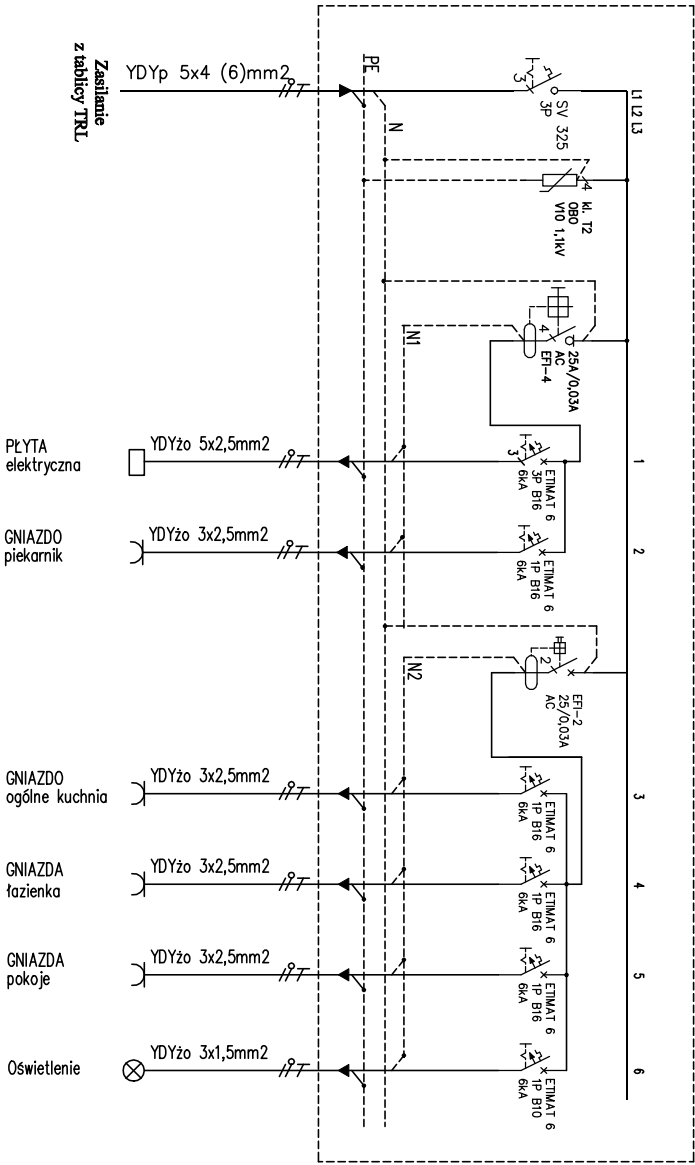 Zasilanie
z tablicy TRL
YDYp 5x4 (6)mm2
PE
N
3
SV 325
3P
L1 L2 L3
4
kl. T2
OBO
V10 1,1kV
N1
4
25A/0,03A
AC
EFI-4
PŁYTA
elektryczna
YDYżo 5x2,5mm2
3
ETIMAT 6
3P B16
6kA
1
GNIAZDO
piekarnik
YDYżo 3x2,5mm2
ETIMAT 6
1P B16
6kA
2
N2
2
EFI-2
25/0,03A
AC
GNIAZDO
ogólne kuchnia
YDYżo 3x2,5mm2
ETIMAT 6
1P B16
6kA
3
GNIAZDA
łazienka
YDYżo 3x2,5mm2
ETIMAT 6
1P B16
6kA
4
GNIAZDA
pokoje
YDYżo 3x2,5mm2
ETIMAT 6
1P B16
6kA
5
Oświetlenie
YDYżo 3x1,5mm2
ETIMAT 6
1P B10
6kA
6